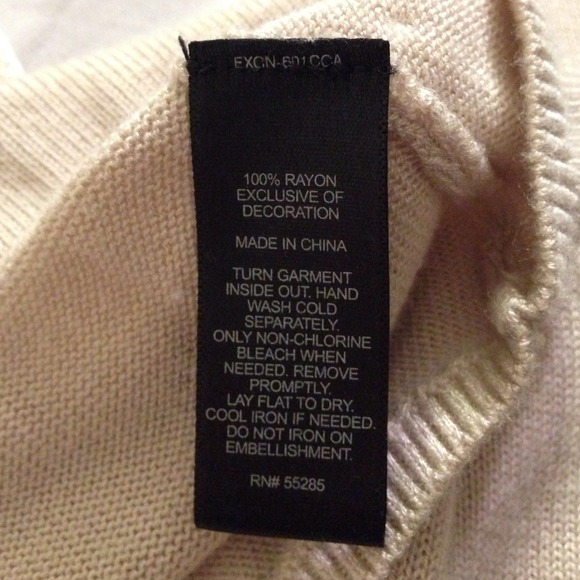 EXGN-601CCA
100% RAYON
EXCLUSIVE OF
DECORATION
MADE IN CHINA
TURN GARMENT
INSIDE OUT. HAND
WASH COLD
SEPARATELY.
ONLY NON-CHLORINE
BLEACH WHEN
NEEDED. REMOVE
PROMPTLY.
LAY FLAT TO DRY.
COOL IRON IF NEEDED.
DO NOT IRON ON
EMBELLISHMENT.
RN# 55285